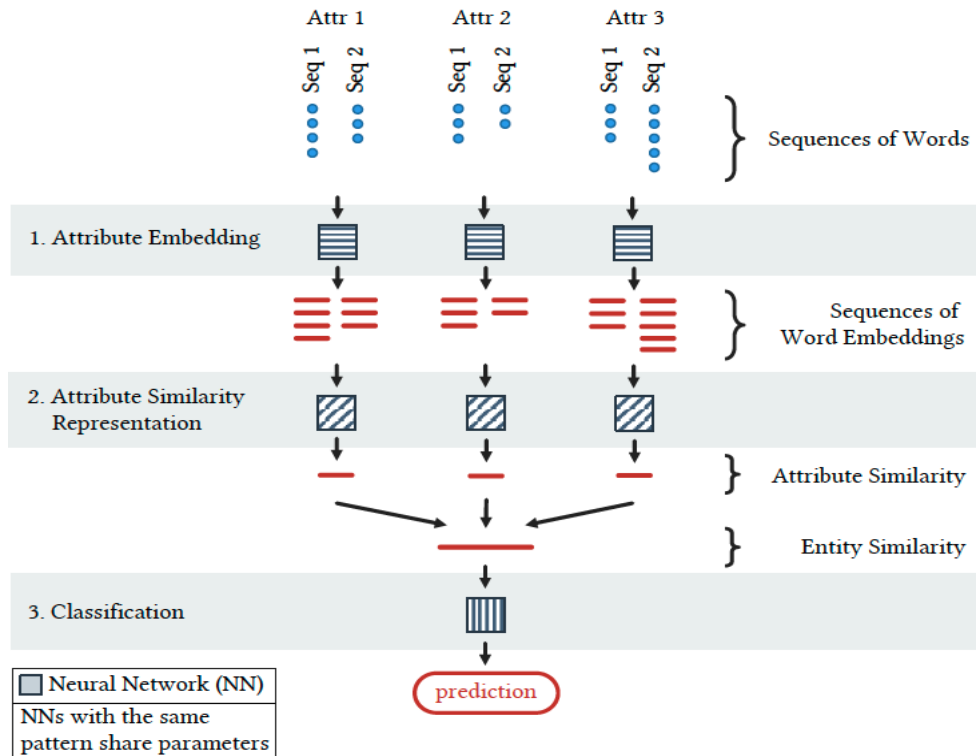 Attr 1
Attr 2
Attr 3
Seq 1
Seq 2
Seq 1
Seq 2
Seq 1
Seq 2
Sequences of Words
1. Attribute Embedding
Sequences of
Word Embeddings
2. Attribute Similarity
Representation
Attribute Similarity
Entity Similarity
3. Classification
Neural Network (NN)
NNs with the same
pattern share parameters
prediction